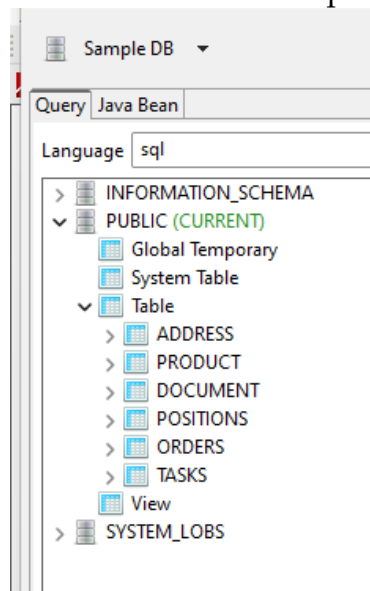 Sample DB
Query Java Bean
Language sql
INFORMATION_SCHEMA
PUBLIC (CURRENT)
Global Temporary
System Table
Table
ADDRESS
PRODUCT
DOCUMENT
POSITIONS
ORDERS
TASKS
View
SYSTEM_LOBS